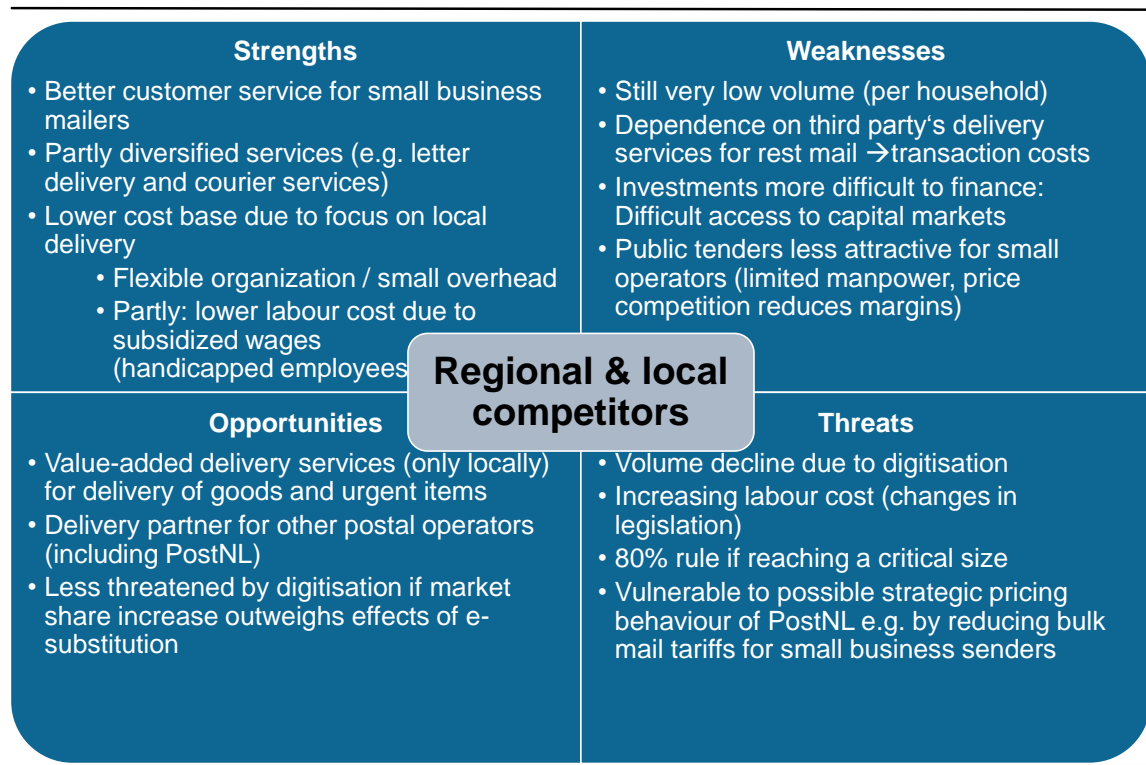 Strengths
• Better customer service for small business
mailers
• Partly diversified services (e.g. letter
delivery and courier services)
• Lower cost base due to focus on local
delivery
• Flexible organization / small overhead
• Partly: lower labour cost due to
subsidized wages
(handicapped employees
Weaknesses
• Still very low volume (per household)
• Dependence on third party‘s delivery
services for rest mail →transaction costs
• Investments more difficult to finance:
Difficult access to capital markets
• Public tenders less attractive for small
operators (limited manpower, price
competition reduces margins)
Regional & local
competitors
Opportunities
• Value-added delivery services (only locally)
for delivery of goods and urgent items
• Delivery partner for other postal operators
(including PostNL)
• Less threatened by digitisation if market
share increase outweighs effects of e-
substitution
Threats
• Volume decline due to digitisation
• Increasing labour cost (changes in
legislation)
• 80% rule if reaching a critical size
• Vulnerable to possible strategic pricing
behaviour of PostNL e.g. by reducing bulk
mail tariffs for small business senders